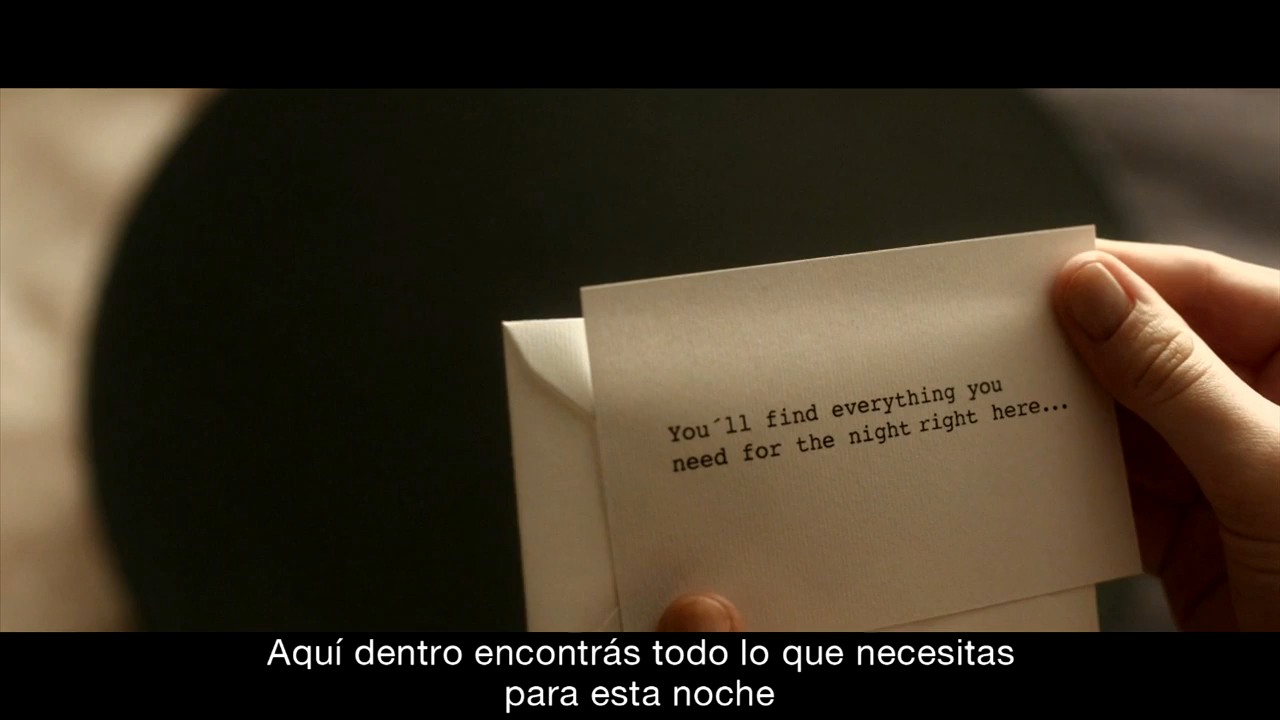 You´ll find everything you
need for the night right here...
Aquí dentro encontrás todo lo que necesitas
para esta noche